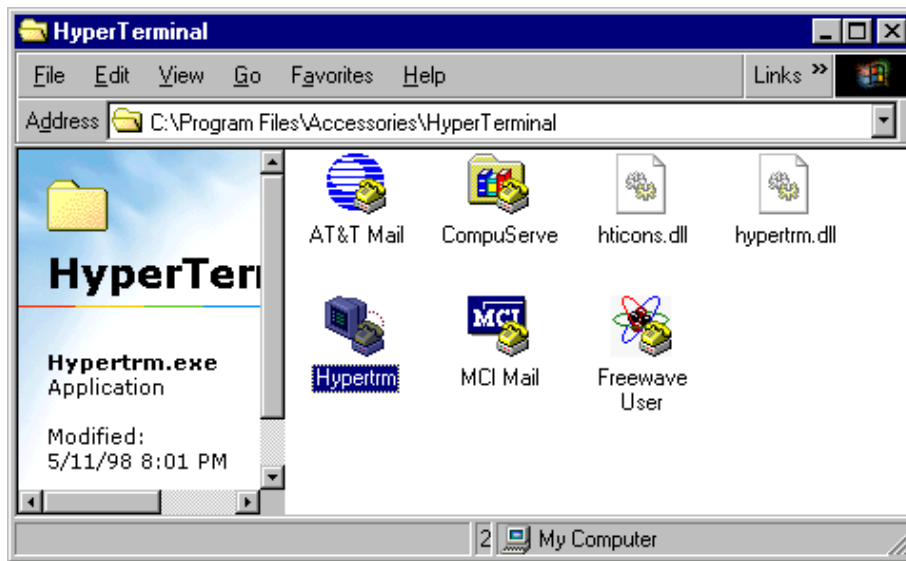 HyperTerminal
File Edit View Go Favorites Help Links »
Address C:\Program Files\Accessories\HyperTerminal
HyperTer
Hypertrm.exe
Application
Modified:
5/11/98 8:01 PM
AT&T Mail CompuServe hticons.dll hypertrm.dll
MCI
Hypertrm MCI Mail Freewave
User
2 My Computer